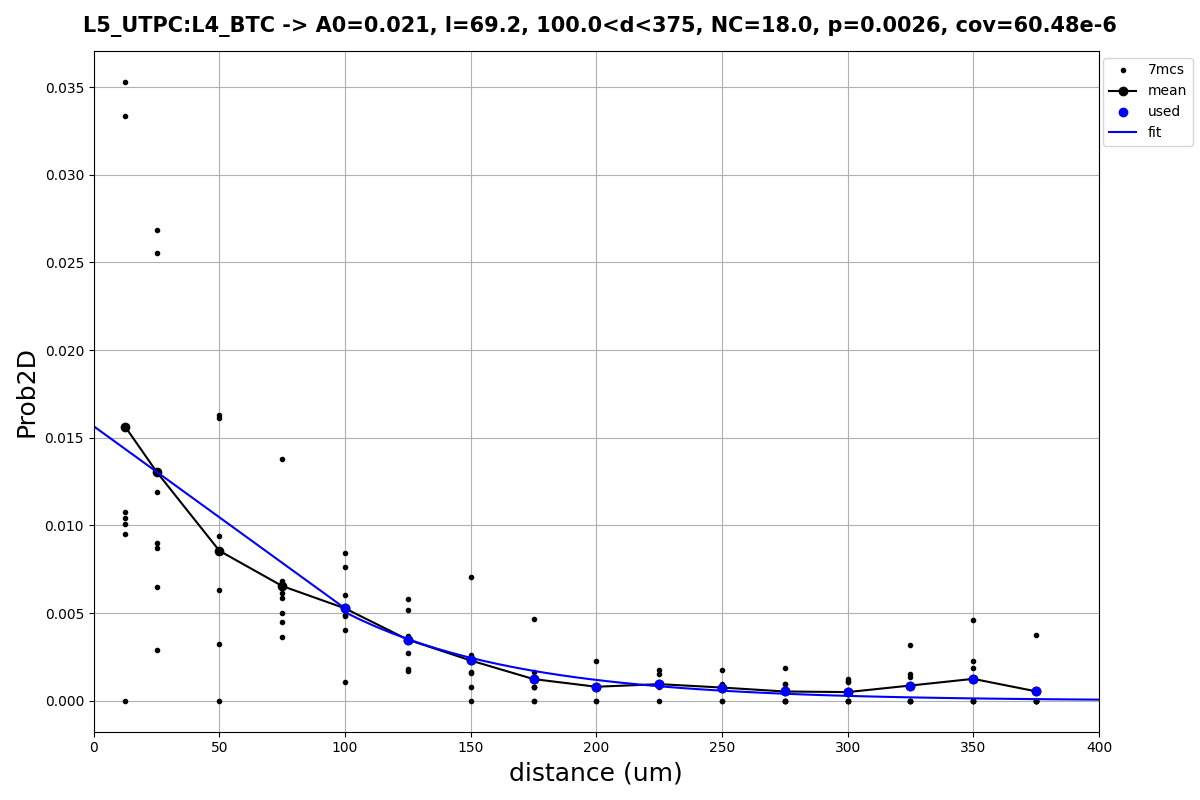 L5_UTPC:L4_BTC -> A0=0.021, l=69.2, 100.0<d<375, NC=18.0, p=0.0026, cov=60.48e-6
7mcs
mean
used
fit
Prob2D
0.035
0.030
0.025
0.020
0.015
0.010
0.005
0.000
0 50 100 150 200 250 300 350 400
distance (um)